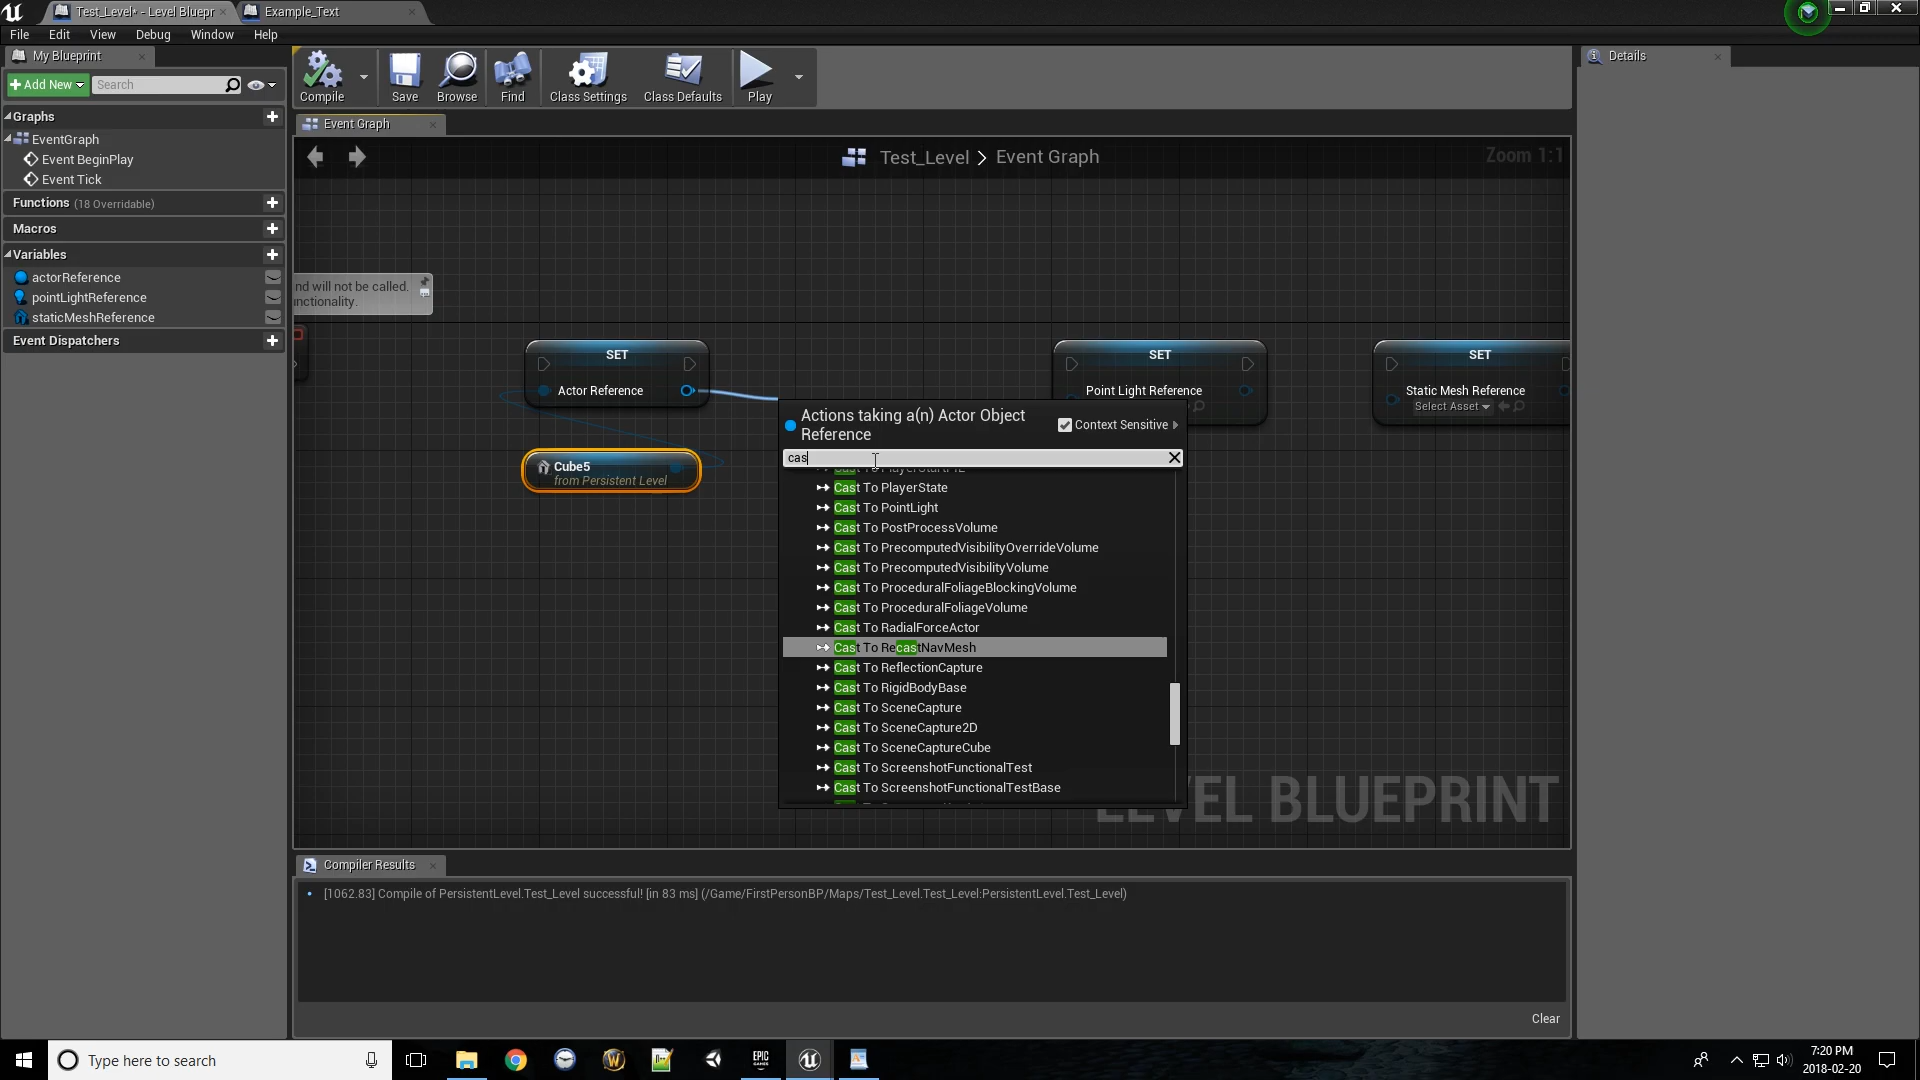 Test_Level* - Level Bluepr
Example_Text
File Edit View Debug Window Help
My Blueprint
Add New
Search
Graphs
EventGraph
Event BeginPlay
Event Tick
Functions (18 Overridable)
Macros
Variables
actorReference
pointLightReference
staticMeshReference
Event Dispatchers
Compile
Save
Browse
Find
Class Settings
Class Defaults
Play
Event Graph
Test_Level > Event Graph
Zoom 1:1
nd will not be called.
nctionality.
SET
Actor Reference
Cube5
from Persistent Level
SET
Point Light Reference
SET
Static Mesh Reference
Select Asset
Actions taking a(n) Actor Object
Reference
Context Sensitive
cas
Cast To PlayerState
Cast To PointLight
Cast To PostProcessVolume
Cast To PrecomputedVisibilityOverrideVolume
Cast To PrecomputedVisibilityVolume
Cast To ProceduralFoliageBlockingVolume
Cast To ProceduralFoliageVolume
Cast To RadialForceActor
Cast To RecastNavMesh
Cast To ReflectionCapture
Cast To RigidBodyBase
Cast To SceneCapture
Cast To SceneCapture2D
Cast To SceneCaptureCube
Cast To ScreenshotFunctionalTest
Cast To ScreenshotFunctionalTestBase
LEVEL BLUEPRINT
Compiler Results
[1062.83] Compile of PersistentLevel.Test_Level successful! [in 83 ms] (/Game/FirstPersonBP/Maps/Test_Level.Test_Level:PersistentLevel.Test_Level)
Clear
Details
Type here to search
EPIC
GAMES
7:20 PM
2018-02-20